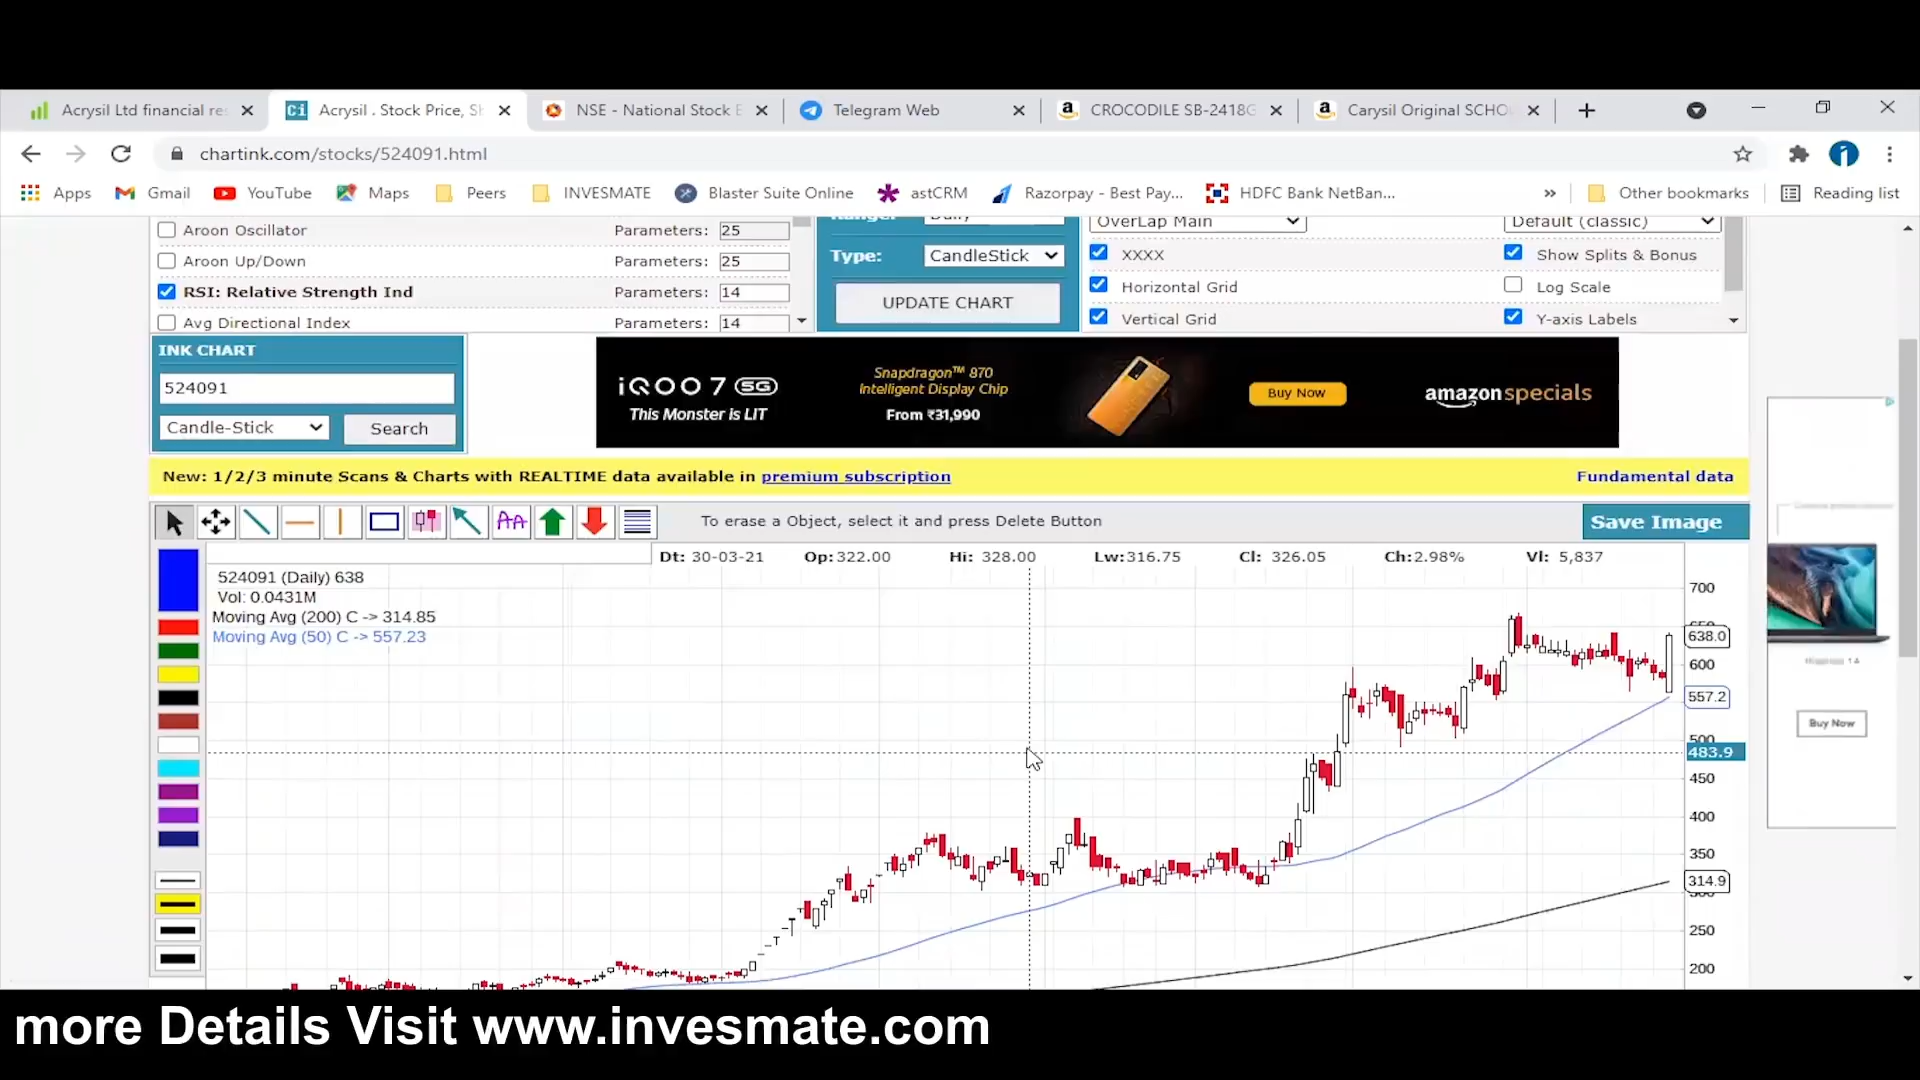 Acrysil Ltd financial res
Acrysil . Stock Price, Sh
NSE - National Stock E
Telegram Web
CROCODILE SB-2418G
Carysil Original SCHO
chartink.com/stocks/524091.html
Apps
Gmail
YouTube
Maps
Peers
INVESMATE
Blaster Suite Online
astCRM
Razorpay - Best Pay...
HDFC Bank NetBan...
Other bookmarks
Reading list
Aroon Oscillator Parameters: 25
Aroon Up/Down Parameters: 25
RSI: Relative Strength Ind Parameters: 14
Avg Directional Index Parameters: 14
Range: Daily
Type: CandleStick
UPDATE CHART
OverLap Main
Default (classic)
XXXX
Show Splits & Bonus
Horizontal Grid
Log Scale
Vertical Grid
Y-axis Labels
INK CHART
524091
Candle-Stick
Search
iQOO 7 5G
This Monster is LIT
Snapdragon™ 870
Intelligent Display Chip
From ₹31,990
Buy Now
amazonspecials
New: 1/2/3 minute Scans & Charts with REALTIME data available in premium subscription
Fundamental data
AA
To erase a Object, select it and press Delete Button
Save Image
Dt: 30-03-21 Op:322.00 Hi: 328.00 Lw:316.75 Cl: 326.05 Ch:2.98% Vl: 5,837
524091 (Daily) 638
Vol: 0.0431M
Moving Avg (200) C -> 314.85
Moving Avg (50) C -> 557.23
700
638.0
600
557.2
500
483.9
450
400
350
314.9
250
200
Buy Now
more Details Visit www.invesmate.com